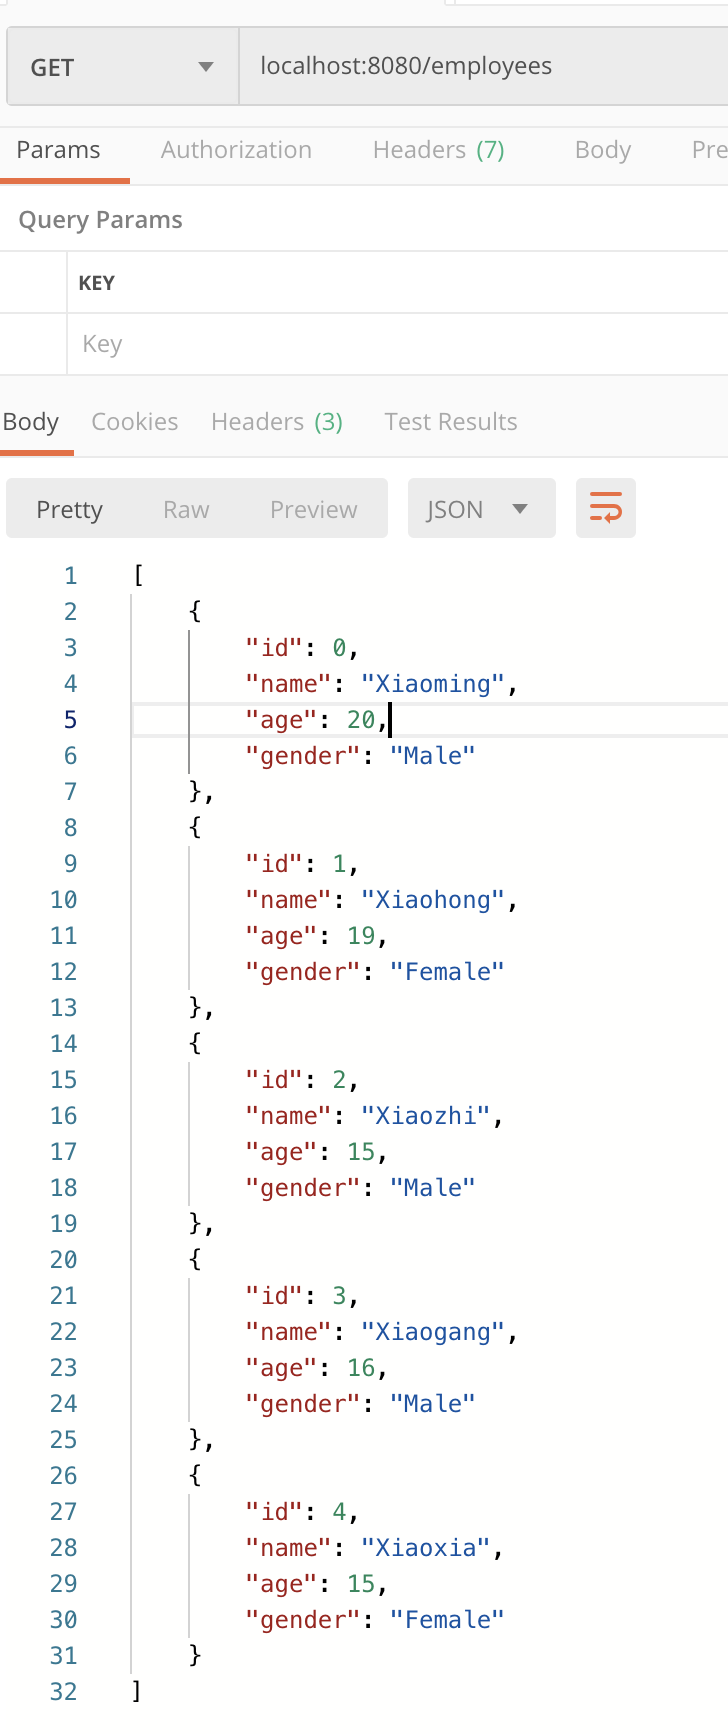 GET localhost:8080/employees
Params Authorization Headers (7) Body Pre
Query Params
KEY
Key
Body Cookies Headers (3) Test Results
Pretty Raw Preview JSON
1 [
2 {
3 "id": 0,
4 "name": "Xiaoming",
5 "age": 20,
6 "gender": "Male"
7 },
8 {
9 "id": 1,
10 "name": "Xiaohong",
11 "age": 19,
12 "gender": "Female"
13 },
14 {
15 "id": 2,
16 "name": "Xiaozhi",
17 "age": 15,
18 "gender": "Male"
19 },
20 {
21 "id": 3,
22 "name": "Xiaogang",
23 "age": 16,
24 "gender": "Male"
25 },
26 {
27 "id": 4,
28 "name": "Xiaoxia",
29 "age": 15,
30 "gender": "Female"
31 }
32 ]